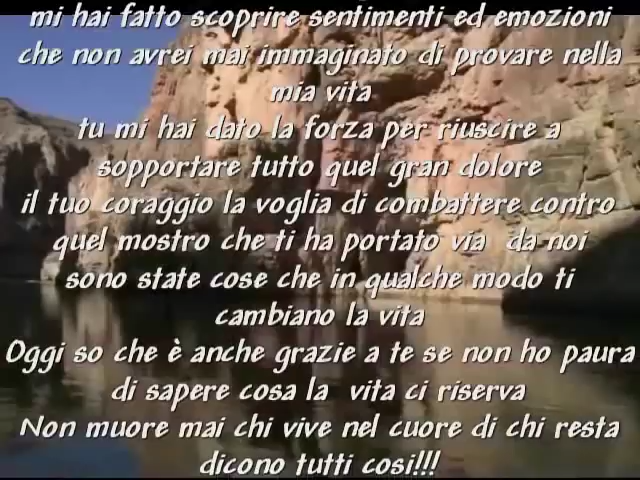 mi hai fatto scoprire sentimenti ed emozioni
che non avrei mai immaginato di provare nella
mia vita
tu mi hai dato la forza per riuscire a
sopportare tutto quel gran dolore
il tuo coraggio la voglia di combattere contro
quel mostro che ti ha portato via da noi
sono state cose che in qualche modo ti
cambiano la vita
Oggi so che è anche grazie a te se non ho paura
di sapere cosa la vita ci riserva
Non muore mai chi vive nel cuore di chi resta
dicono tutti cosi!!!